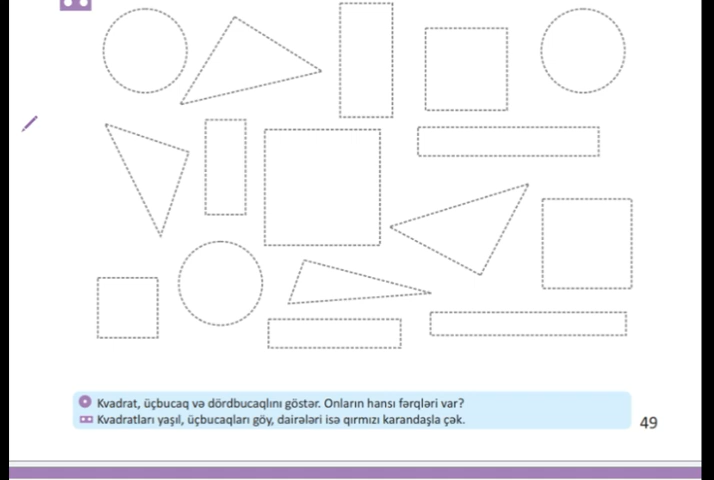 Kvadrat, üçbucaq və dördbucaqlını göstər. Onların hansı fərqləri var?
Kvadratları yaşıl, üçbucaqları göy, dairələri isə qırmızı karandaşla çək.
49